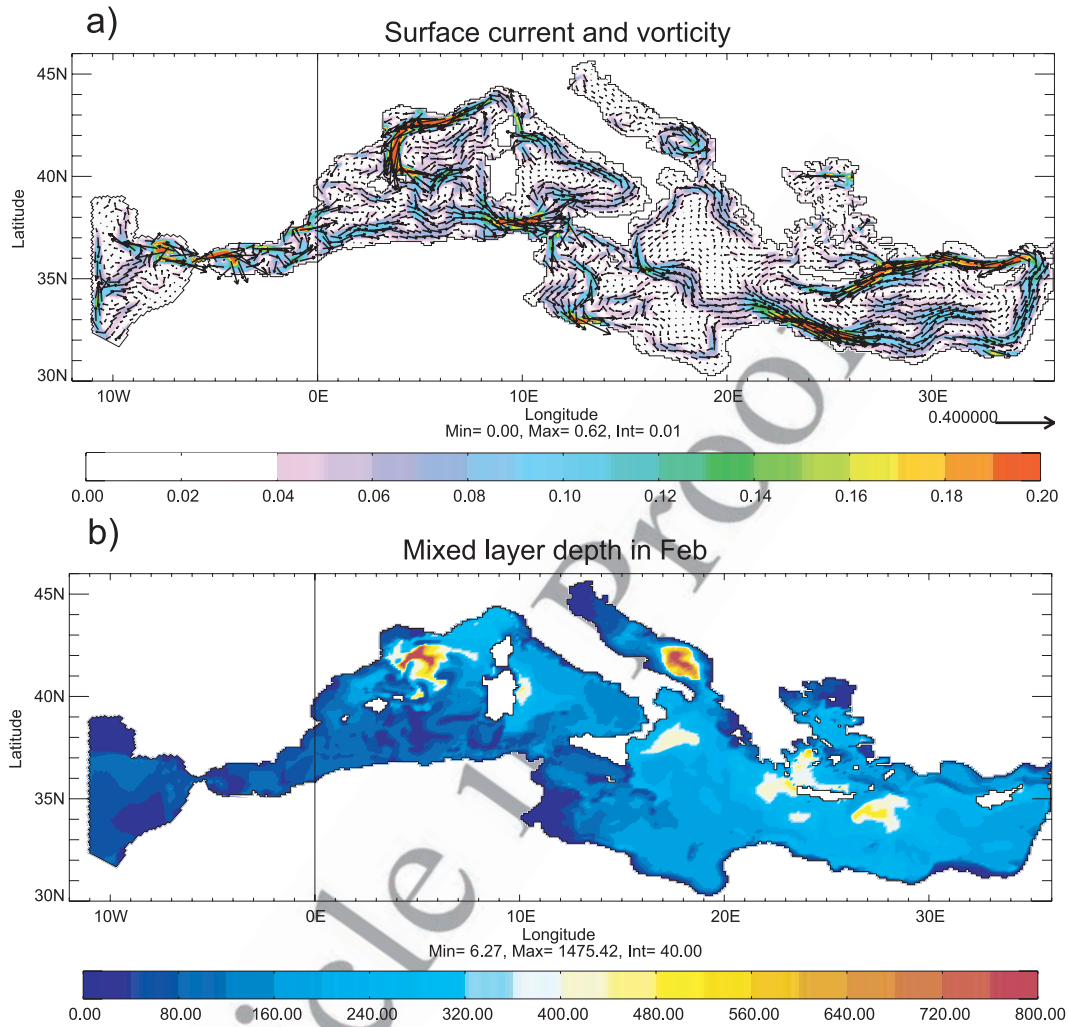 a)
Surface current and vorticity
45N
40N
35N
30N
Latitude
10W 0E 10E 20E 30E
Longitude
Min= 0.00, Max= 0.62, Int= 0.01
0.400000
0.00 0.02 0.04 0.06 0.08 0.10 0.12 0.14 0.16 0.18 0.20
b)
Mixed layer depth in Feb
45N
40N
35N
30N
Latitude
10W 0E 10E 20E 30E
Longitude
Min= 6.27, Max= 1475.42, Int= 40.00
0.00 80.00 160.00 240.00 320.00 400.00 480.00 560.00 640.00 720.00 800.00
cle In Proof